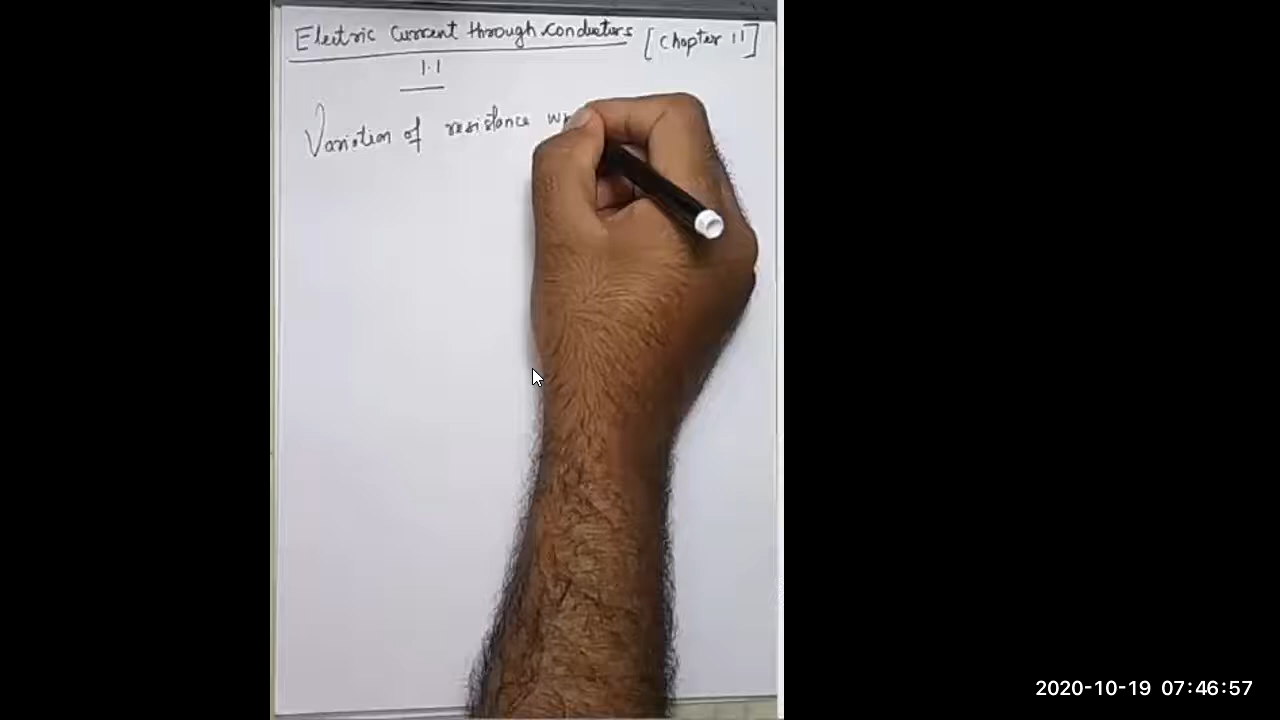 Electric Current through conductors [Chapter 11]
1.1
Variation of resistance
2020-10-19 07:46:57